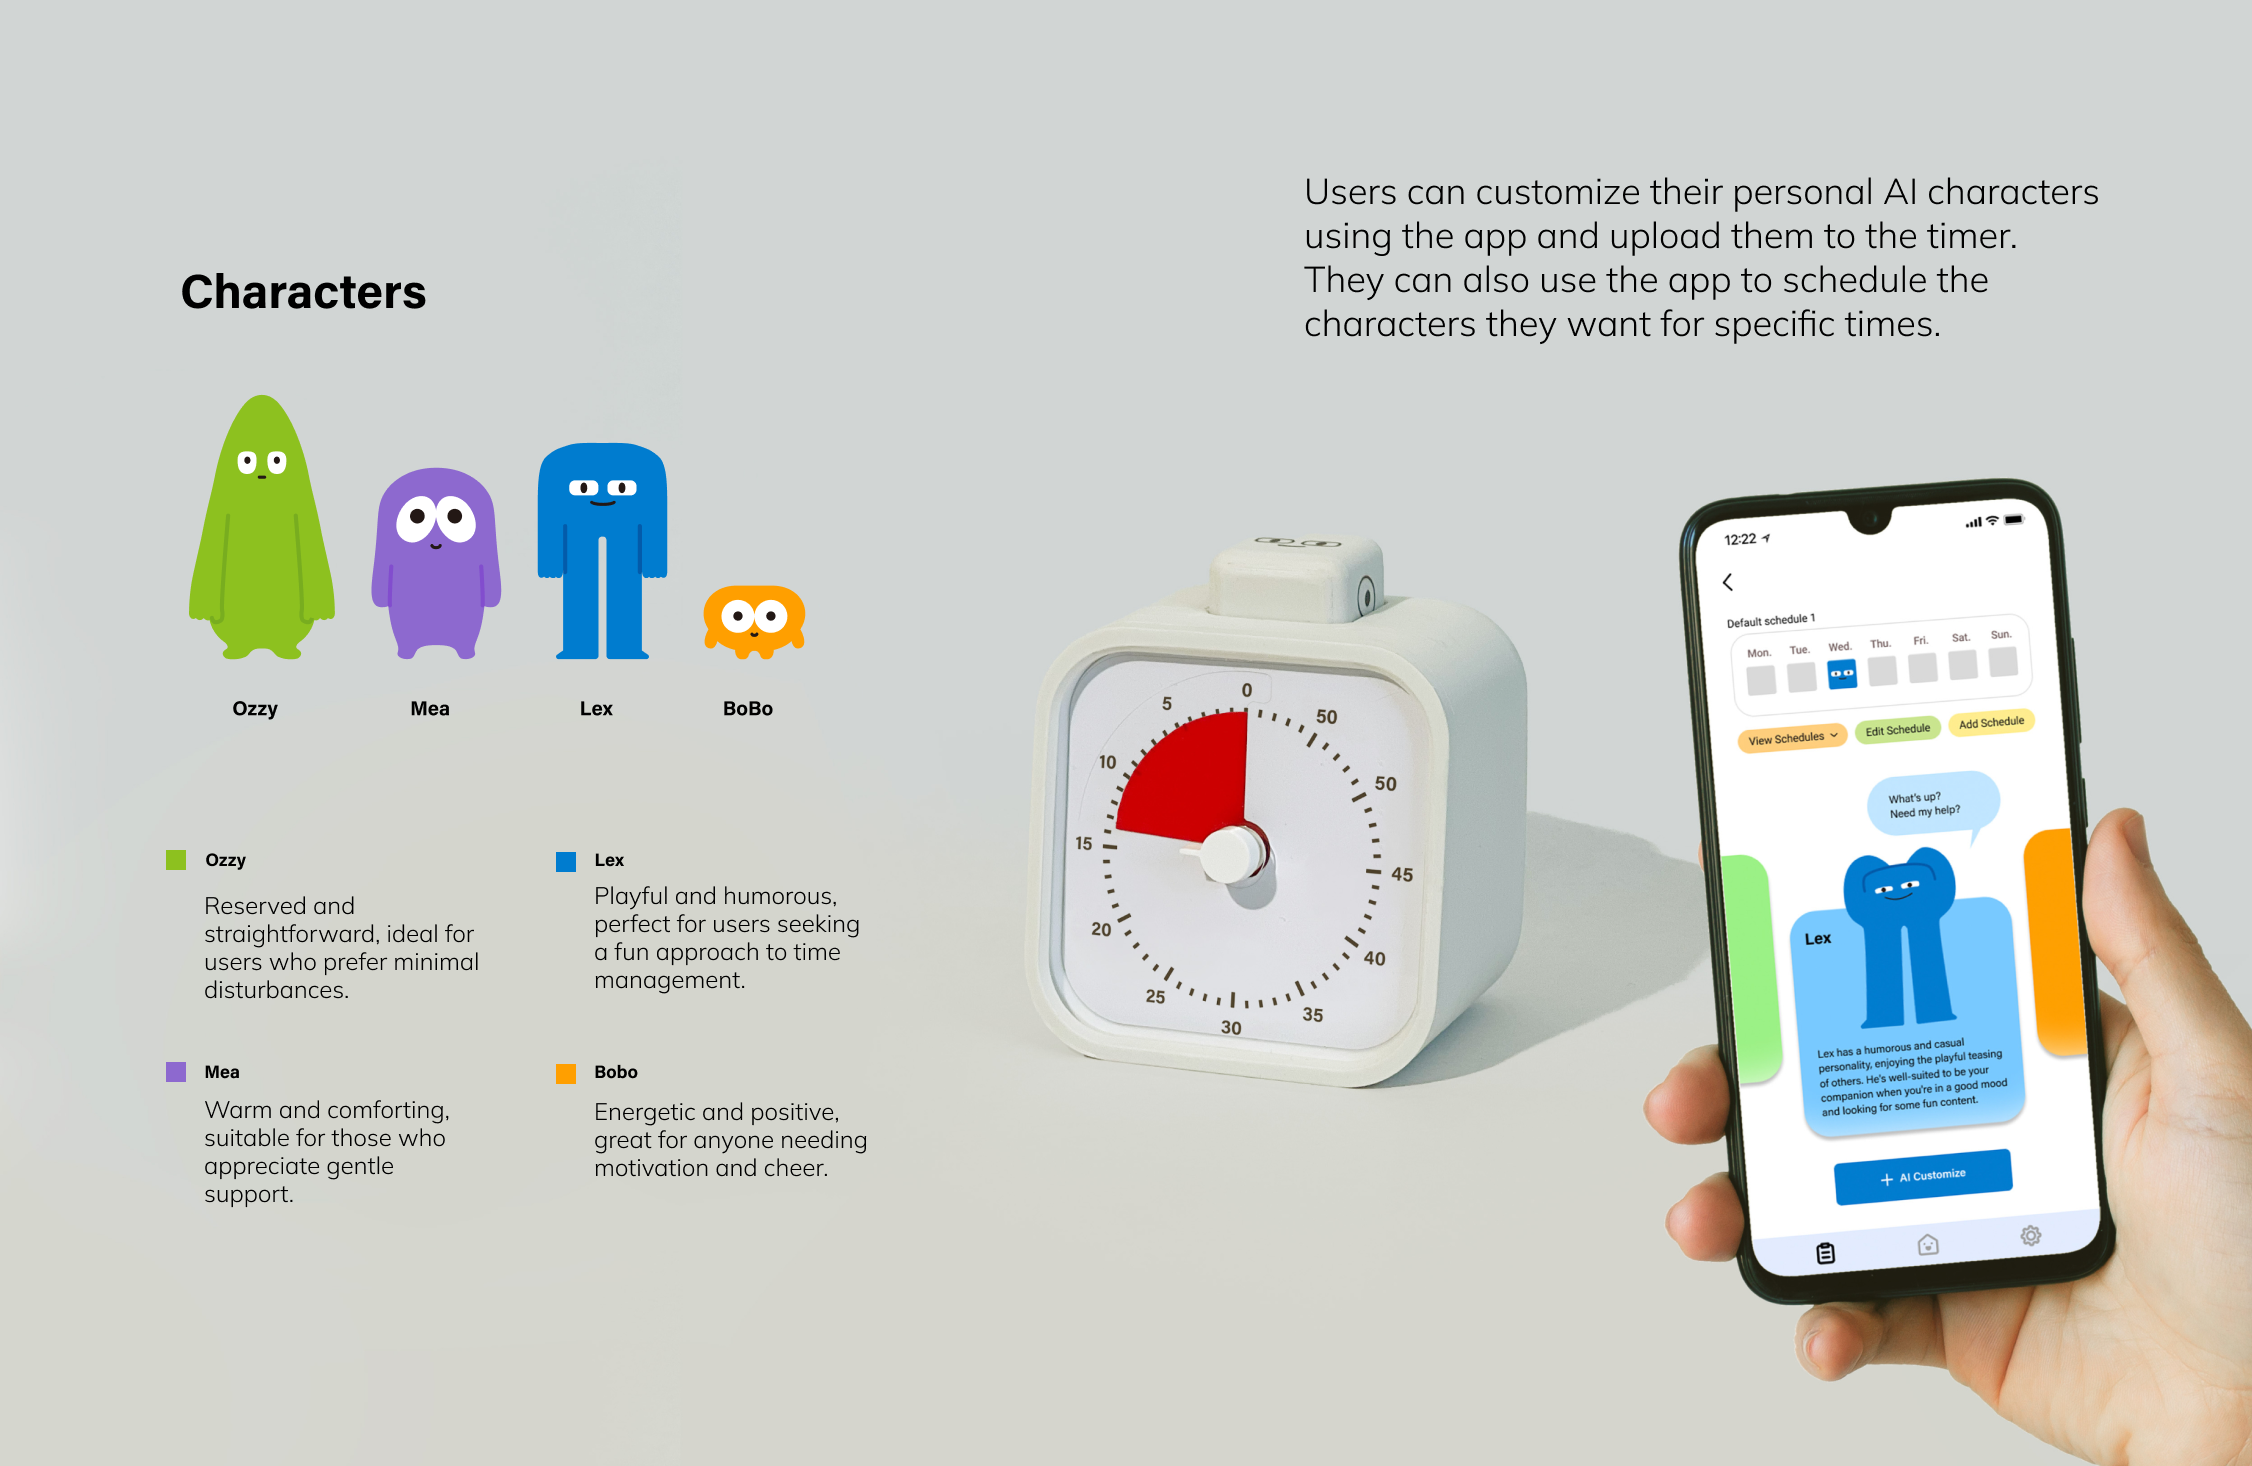 Users can customize their personal AI characters
using the app and upload them to the timer.
They can also use the app to schedule the
characters they want for specific times.
Characters
Ozzy
Mea
Lex
BoBo
Ozzy
Reserved and
straightforward, ideal for
users who prefer minimal
disturbances.
Lex
Playful and humorous,
perfect for users seeking
a fun approach to time
management.
Mea
Warm and comforting,
suitable for those who
appreciate gentle
support.
Bobo
Energetic and positive,
great for anyone needing
motivation and cheer.
0
5
10
15
20
25
30
35
40
45
50
50
12:22
Default schedule 1
Mon. Tue. Wed. Thu. Fri. Sat. Sun.
View Schedules Edit Schedule Add Schedule
What's up?
Need my help?
Lex
Lex has a humorous and casual
personality, enjoying the playful teasing
of others. He's well-suited to be your
companion when you're in a good mood
and looking for some fun content.
+ AI Customize